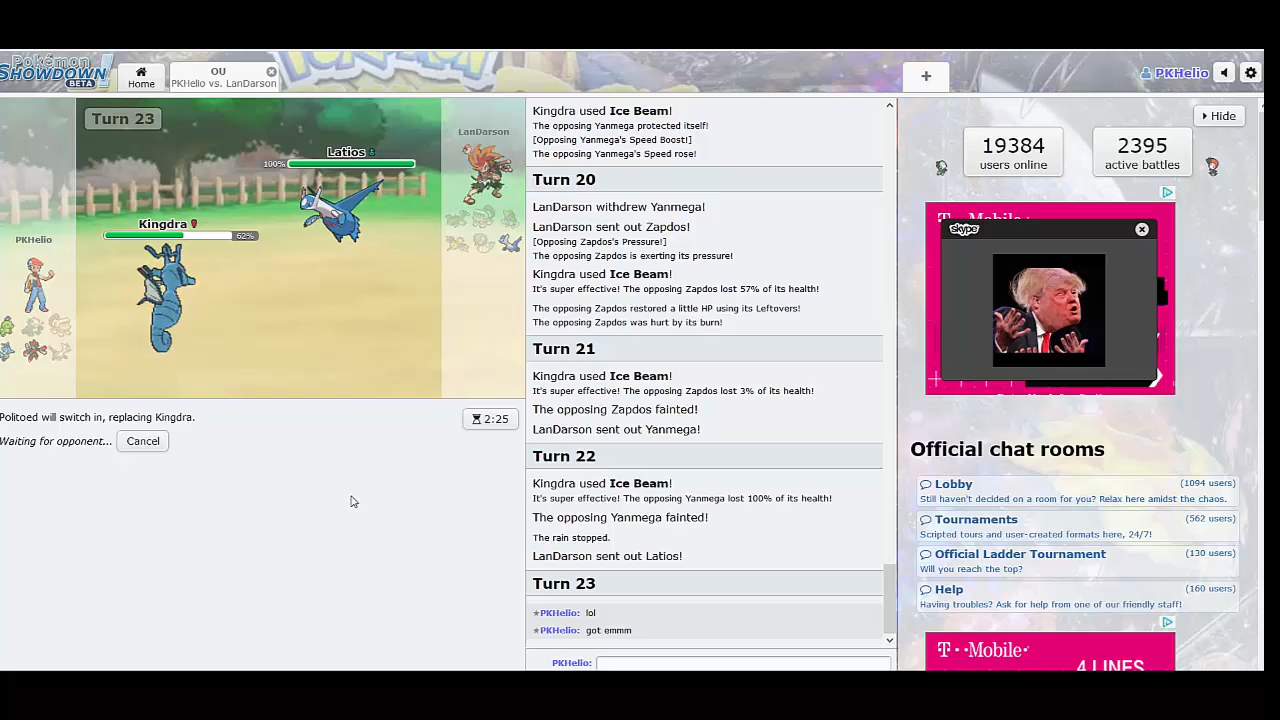 Pokémon
SHOWDOWN!
BETA
Home
OU
PKHelio vs. LanDarson
+
PKHelio
Turn 23
Latios
100%
Kingdra
62%
PKHelio
LanDarson
Politoed will switch in, replacing Kingdra.
Waiting for opponent...
Cancel
2:25
Kingdra used Ice Beam!
The opposing Yanmega protected itself!
[Opposing Yanmega's Speed Boost!]
The opposing Yanmega's Speed rose!
Turn 20
LanDarson withdrew Yanmega!
LanDarson sent out Zapdos!
[Opposing Zapdos's Pressure!]
The opposing Zapdos is exerting its pressure!
Kingdra used Ice Beam!
It's super effective! The opposing Zapdos lost 57% of its health!
The opposing Zapdos restored a little HP using its Leftovers!
The opposing Zapdos was hurt by its burn!
Turn 21
Kingdra used Ice Beam!
It's super effective! The opposing Zapdos lost 3% of its health!
The opposing Zapdos fainted!
LanDarson sent out Yanmega!
Turn 22
Kingdra used Ice Beam!
It's super effective! The opposing Yanmega lost 100% of its health!
The opposing Yanmega fainted!
The rain stopped.
LanDarson sent out Latios!
Turn 23
★PKHelio: lol
★PKHelio: got emmm
PKHelio:
Hide
19384
users online
2395
active battles
skype
Official chat rooms
Lobby
(1094 users)
Still haven't decided on a room for you? Relax here amidst the chaos.
Tournaments
(562 users)
Scripted tours and user-created formats here, 24/7!
Official Ladder Tournament
(130 users)
Will you reach the top?
Help
(160 users)
Having troubles? Ask for help from one of our friendly staff!
T··Mobile·
4 LINES